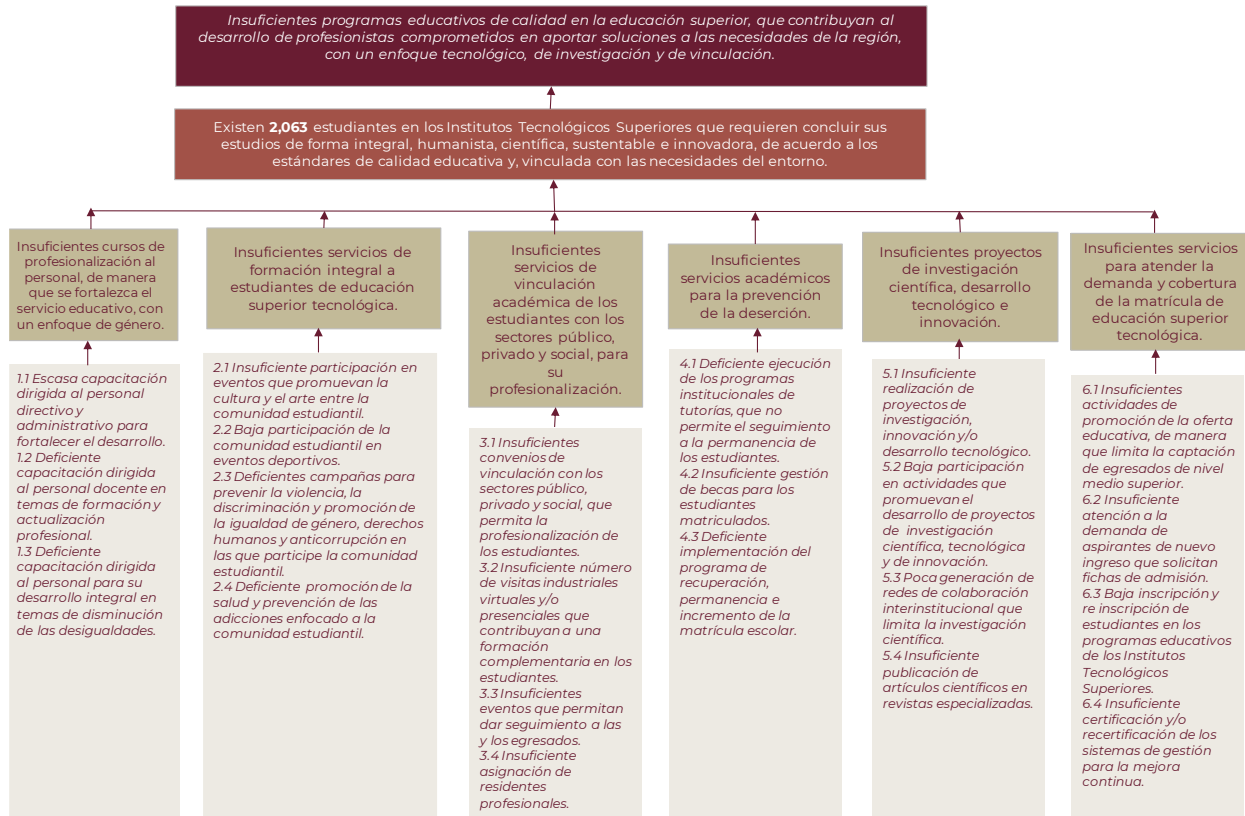 Insuficientes programas educativos de calidad en la educación superior, que contribuyan al
desarrollo de profesionistas comprometidos en aportar soluciones a las necesidades de la región,
con un enfoque tecnológico, de investigación y de vinculación.
Existen 2,063 estudiantes en los Institutos Tecnológicos Superiores que requieren concluir sus
estudios de forma integral, humanista, científica, sustentable e innovadora, de acuerdo a los
estándares de calidad educativa y, vinculada con las necesidades del entorno.
Insuficientes cursos de
profesionalización al
personal, de manera
que se fortalezca el
servicio educativo, con
un enfoque de género.
1.1 Escasa capacitación
dirigida al personal
directivo y
administrativo para
fortalecer el desarrollo.
1.2 Deficiente
capacitación dirigida
al personal docente en
temas de formación y
actualización
profesional.
1.3 Deficiente
capacitación dirigida
al personal para su
desarrollo integral en
temas de disminución
de las desigualdades.
Insuficientes servicios de
formación integral a
estudiantes de educación
superior tecnológica.
2.1 Insuficiente participación en
eventos que promuevan la
cultura y el arte entre la
comunidad estudiantil.
2.2 Baja participación de la
comunidad estudiantil en
eventos deportivos.
2.3 Deficientes campañas para
prevenir la violencia, la
discriminación y promoción de
la igualdad de género, derechos
humanos y anticorrupción en
las que participe la comunidad
estudiantil.
2.4 Deficiente promoción de la
salud y prevención de las
adicciones enfocado a la
comunidad estudiantil.
Insuficientes
servicios de
vinculación
académica de los
estudiantes con los
sectores público,
privado y social, para
su
profesionalización.
3.1 Insuficientes
convenios de
vinculación con los
sectores público,
privado y social, que
permita la
profesionalización de
los estudiantes.
3.2 Insuficiente número
de visitas industriales
virtuales y/o
presenciales que
contribuyan a una
formación
complementaria en los
estudiantes.
3.3 Insuficientes
eventos que permitan
dar seguimiento a las
y los egresados.
3.4 Insuficiente
asignación de
residentes
profesionales.
Insuficientes
servicios académicos
para la prevención
de la deserción.
4.1 Deficiente ejecución
de los programas
institucionales de
tutorías, que no
permite el seguimiento
a la permanencia de
los estudiantes.
4.2 Insuficiente gestión
de becas para los
estudiantes
matriculados.
4.3 Deficiente
implementación del
programa de
recuperación,
permanencia e
incremento de la
matrícula escolar.
Insuficientes proyectos
de investigación
científica, desarrollo
tecnológico e
innovación.
5.1 Insuficiente
realización de
proyectos de
investigación,
innovación y/o
desarrollo tecnológico.
5.2 Baja participación
en actividades que
promuevan el
desarrollo de proyectos
de investigación
científica, tecnológica
y de innovación.
5.3 Poca generación de
redes de colaboración
interinstitucional que
limita la investigación
científica.
5.4 Insuficiente
publicación de
artículos científicos en
revistas especializadas.
Insuficientes servicios
para atender la
demanda y cobertura
de la matrícula de
educación superior
tecnológica.
6.1 Insuficientes
actividades de
promoción de la oferta
educativa, de manera
que limita la captación
de egresados de nivel
medio superior.
6.2 Insuficiente
atención a la
demanda de
aspirantes de nuevo
ingreso que solicitan
fichas de admisión.
6.3 Baja inscripción y
re inscripción de
estudiantes en los
programas educativos
de los Institutos
Tecnológicos
Superiores.
6.4 Insuficiente
certificación y/o
recertificación de los
sistemas de gestión
para la mejora
continua.